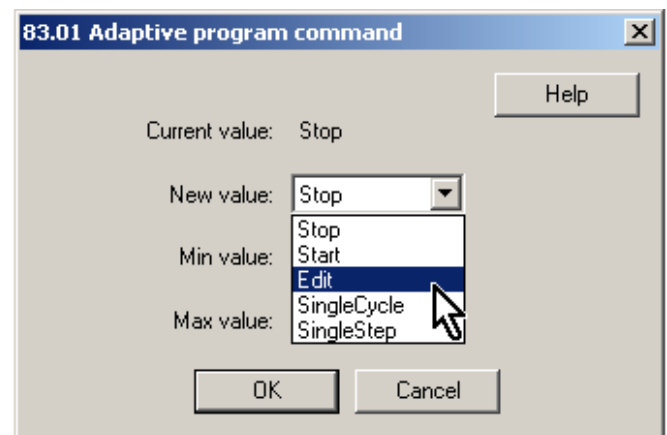 83.01 Adaptive program command
Help
Current value: Stop
New value: Stop
Stop
Min value: Start
Edit
Max value: SingleCycle
SingleStep
OK Cancel